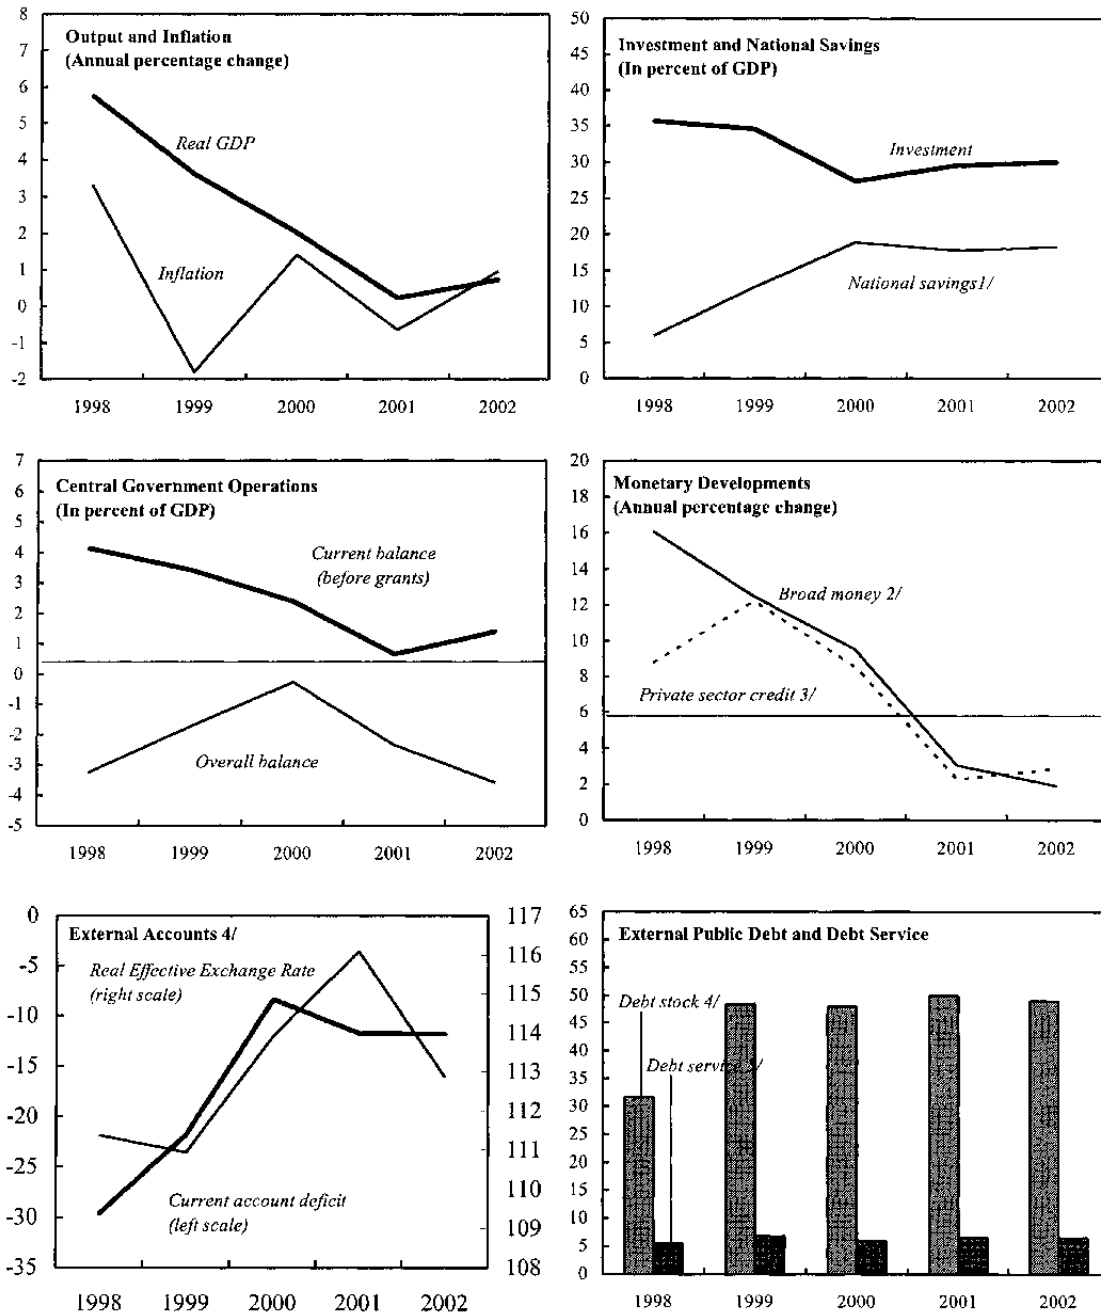 Output and Inflation
(Annual percentage change)
8
7
6
5
4
3
2
1
0
-1
-2
Real GDP
Inflation
1998 1999 2000 2001 2002
Investment and National Savings
(In percent of GDP)
50
45
40
35
30
25
20
15
10
5
0
Investment
National savings1/
1998 1999 2000 2001 2002
Central Government Operations
(In percent of GDP)
7
6
5
4
3
2
1
0
-1
-2
-3
-4
-5
Current balance
(before grants)
Overall balance
1998 1999 2000 2001 2002
Monetary Developments
(Annual percentage change)
20
18
16
14
12
10
8
6
4
2
0
Broad money 2/
Private sector credit 3/
1998 1999 2000 2001 2002
External Accounts 4/
-0
-5
-10
-15
-20
-25
-30
-35
Real Effective Exchange Rate
(right scale)
Current account deficit
(left scale)
117
116
115
114
113
112
111
110
109
108
1998 1999 2000 2001 2002
External Public Debt and Debt Service
65
60
55
50
45
40
35
30
25
20
15
10
5
0
Debt stock 4/
Debt service
1998 1999 2000 2001 2002